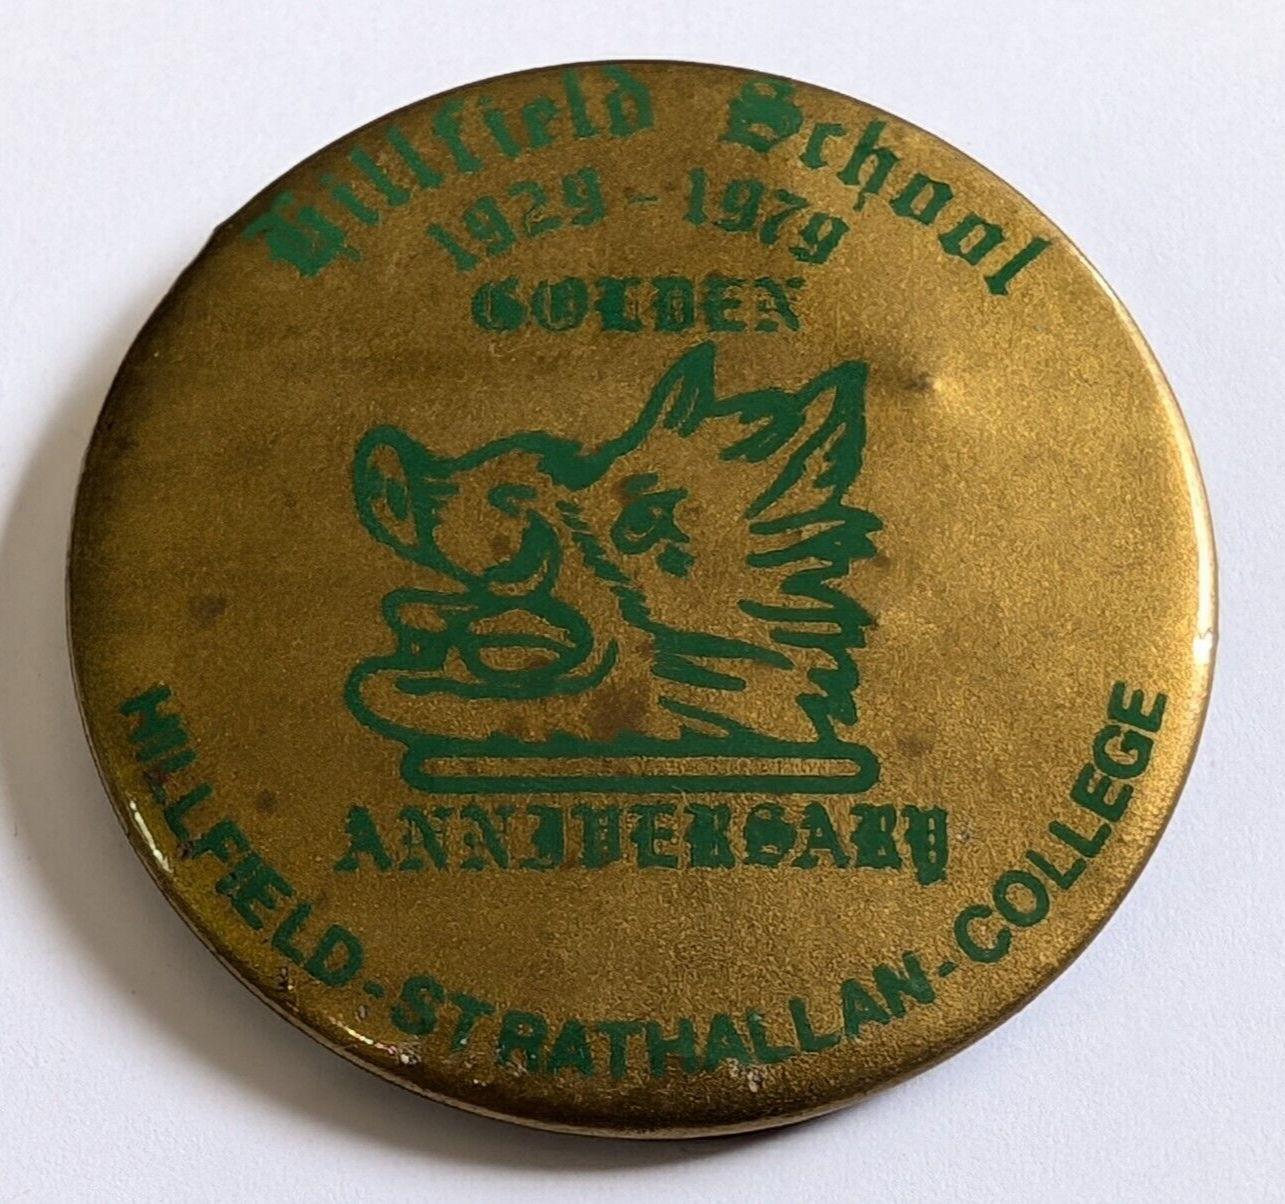 Hillfield School
1929 - 1979
GOLDEN
ANNIVERSARY
HILLFIELD-STRATHALLAN-COLLEGE